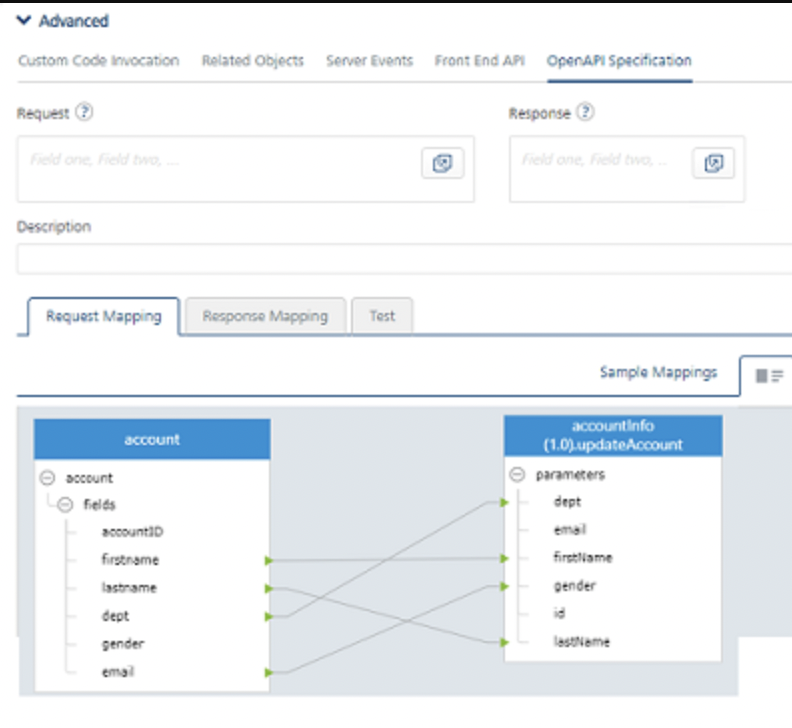 Advanced
Custom Code Invocation Related Objects Server Events Front End API OpenAPI Specification
Request ? Response ?
Field one, Field two, ... Field one, Field two, ..
Description
Request Mapping Response Mapping Test
Sample Mappings
account
accountInfo
(1.0).updateAccount
account
fields
accountID
firstname
lastname
dept
gender
email
parameters
dept
email
firstName
gender
id
lastName